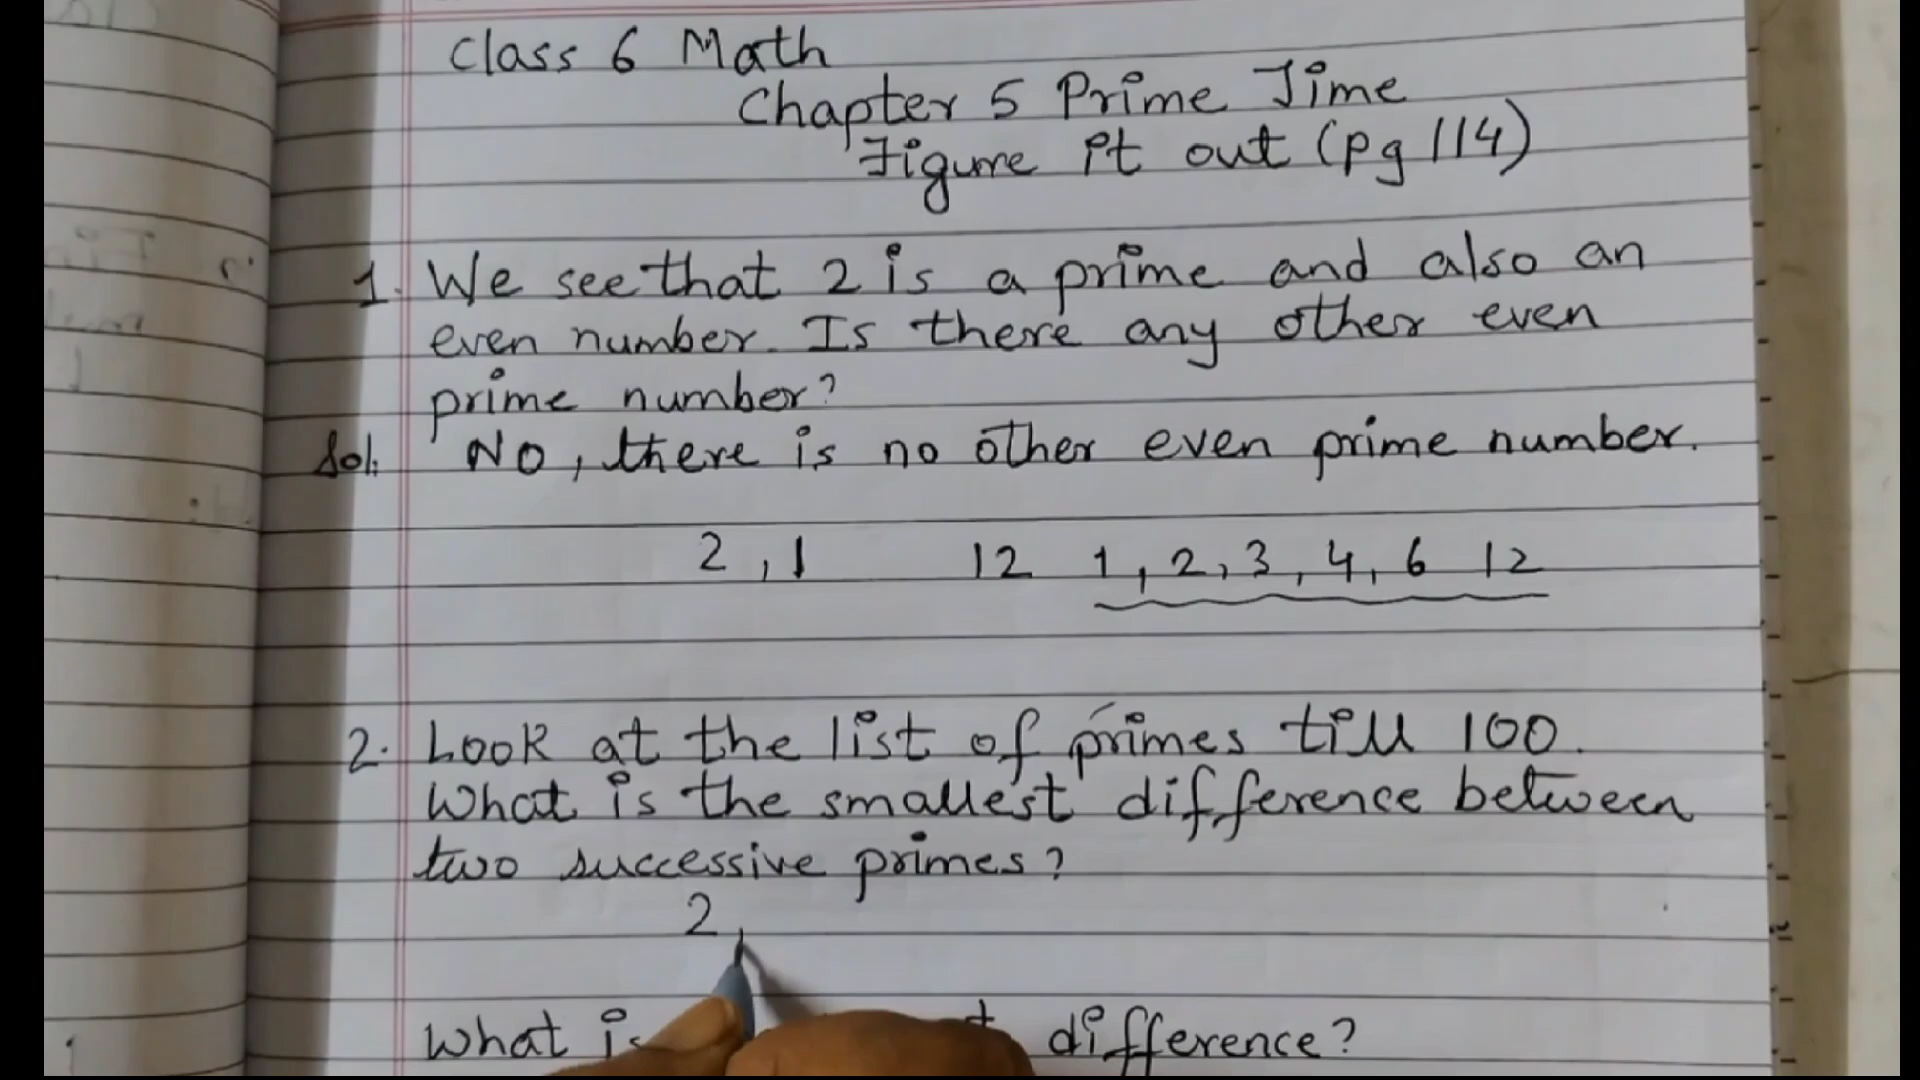 Class 6 Math
Chapter 5 Prime Time
Figure it out (pg 114)
1. We see that 2 is a prime and also an
even number. Is there any other even
prime number?
Sol: No, there is no other even prime number.
2, 1 12 1, 2, 3, 4, 6 12
2. Look at the list of primes till 100.
What is the smallest difference between
two successive primes?
2,
What is difference?